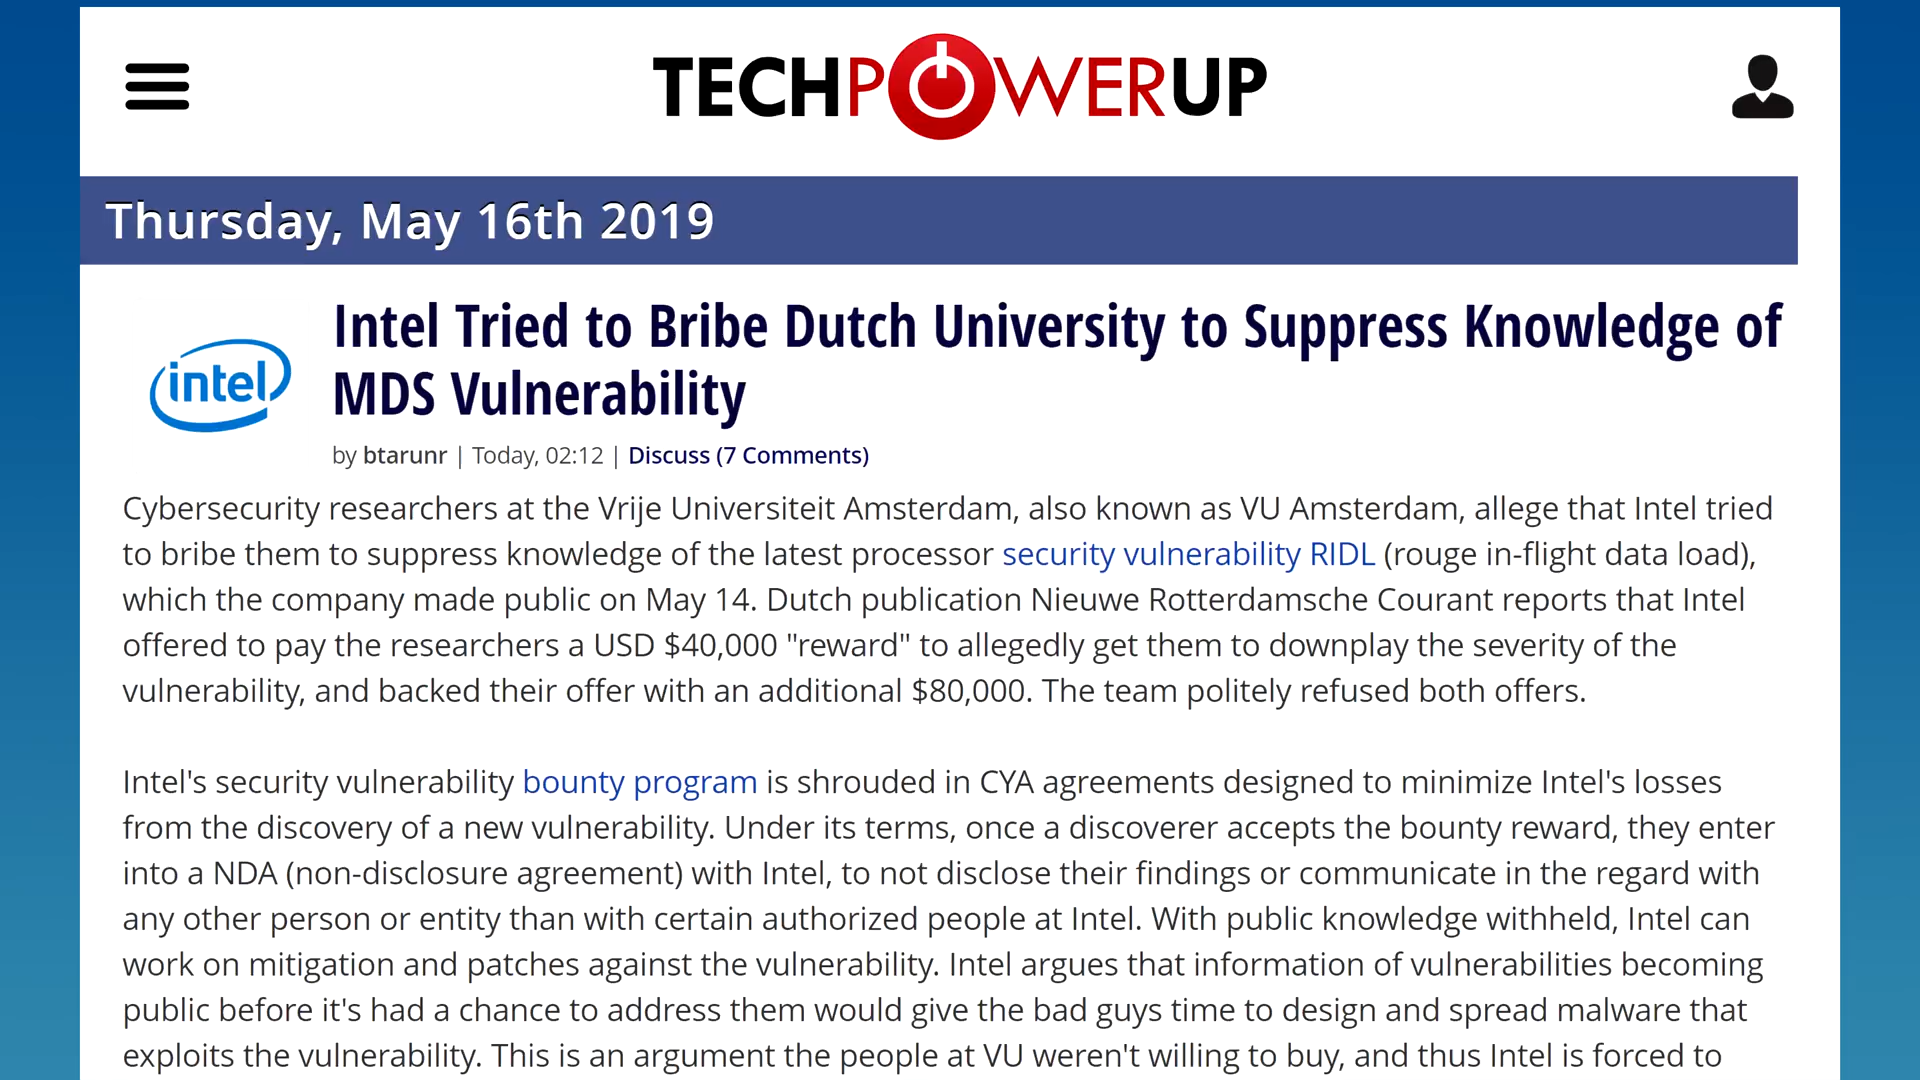 TECHPOWERUP
Thursday, May 16th 2019
intel
Intel Tried to Bribe Dutch University to Suppress Knowledge of
MDS Vulnerability
by btarunr | Today, 02:12 | Discuss (7 Comments)
Cybersecurity researchers at the Vrije Universiteit Amsterdam, also known as VU Amsterdam, allege that Intel tried
to bribe them to suppress knowledge of the latest processor security vulnerability RIDL (rouge in-flight data load),
which the company made public on May 14. Dutch publication Nieuwe Rotterdamsche Courant reports that Intel
offered to pay the researchers a USD $40,000 "reward" to allegedly get them to downplay the severity of the
vulnerability, and backed their offer with an additional $80,000. The team politely refused both offers.
Intel's security vulnerability bounty program is shrouded in CYA agreements designed to minimize Intel's losses
from the discovery of a new vulnerability. Under its terms, once a discoverer accepts the bounty reward, they enter
into a NDA (non-disclosure agreement) with Intel, to not disclose their findings or communicate in the regard with
any other person or entity than with certain authorized people at Intel. With public knowledge withheld, Intel can
work on mitigation and patches against the vulnerability. Intel argues that information of vulnerabilities becoming
public before it's had a chance to address them would give the bad guys time to design and spread malware that
exploits the vulnerability. This is an argument the people at VU weren't willing to buy, and thus Intel is forced to